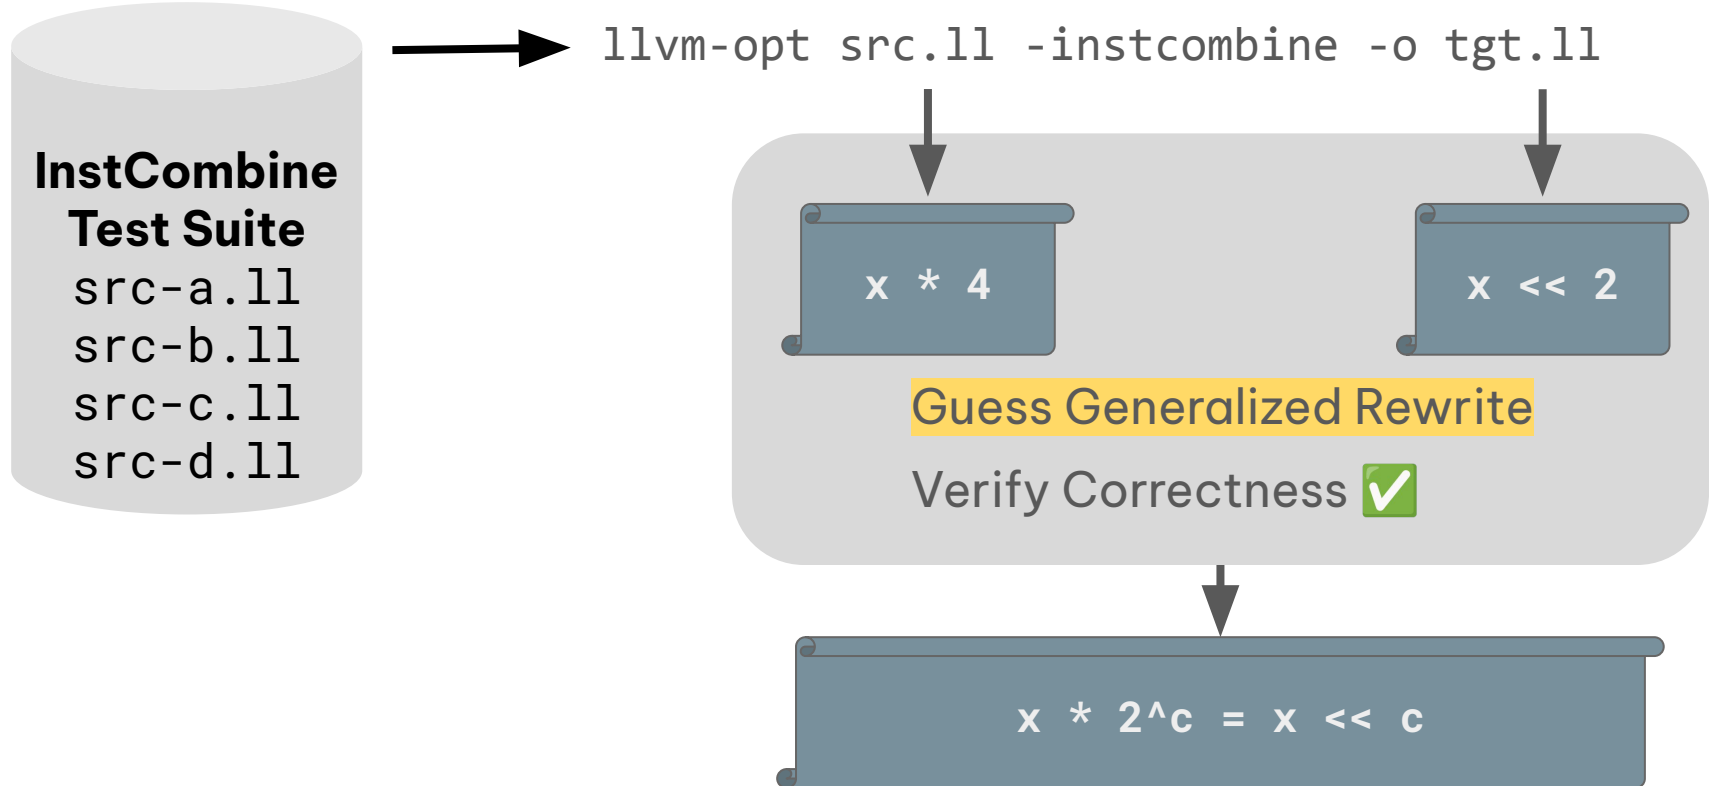 llvm-opt src.ll -instcombine -o tgt.ll
InstCombine
Test Suite
src-a.ll
src-b.ll
src-c.ll
src-d.ll
x * 4
x << 2
Guess Generalized Rewrite
Verify Correctness ✅
x * 2^c = x << c